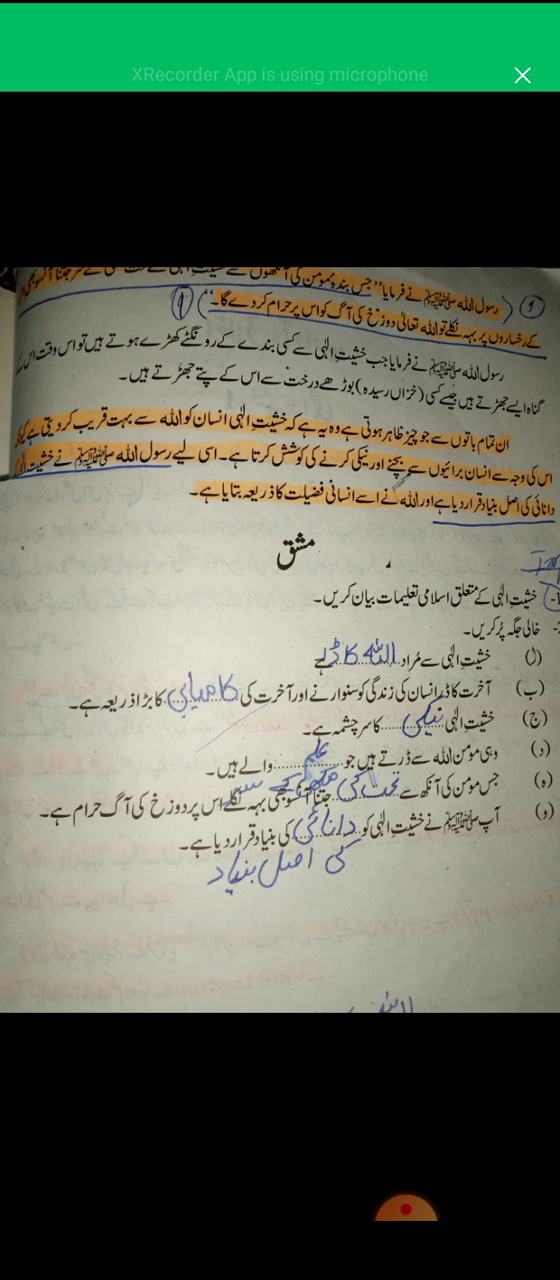 XRecorder App is using microphone
رسول اللہ ﷺ نے فرمایا "جس بندہ مومن کی آنکھوں سے خشیتِ الٰہی
کے رخساروں پر بہہ نکلے تو اللہ تعالیٰ دوزخ کی آگ کو اس پر حرام کر دے گا۔"
رسول اللہ ﷺ نے فرمایا جب خشیتِ الٰہی سے کسی بندے کے رونگٹے کھڑے ہوتے ہیں تو اس وقت اس کے
گناہ ایسے جھڑتے ہیں جیسے کسی (خزاں رسیدہ) بوڑھے درخت سے اس کے پتے جھڑتے ہیں۔
ان تمام باتوں سے جو چیز ظاہر ہوتی ہے وہ یہ ہے کہ خشیتِ الٰہی انسان کو اللہ سے بہت قریب کر دیتی ہے کیونکہ
اس کی وجہ سے انسان برائیوں سے بچنے اور نیکی کرنے کی کوشش کرتا ہے۔ اسی لیے رسول اللہ ﷺ نے خشیتِ الٰہی
دانائی کی اصل بنیاد قرار دیا ہے اور اللہ نے اسے انسانی فضیلت کا ذریعہ بتایا ہے۔
مشق
1- خشیتِ الٰہی کے متعلق اسلامی تعلیمات بیان کریں۔
خالی جگہ پُر کریں۔
(ا) خشیتِ الٰہی سے مُراد اللہ کا ڈر ہے
(ب) آخرت کا ڈر انسان کی زندگی کو سنوارنے اور آخرت کی کامیابی کا بڑا ذریعہ ہے۔
(ج) خشیتِ الٰہی نیکی کا سرچشمہ ہے۔
(د) وہی مومن اللہ سے ڈرتے ہیں جو علم والے ہیں۔
(ہ) جس مومن کی آنکھ سے جتنا آنسو بھی بہہ نکلے اس پر دوزخ کی آگ حرام ہے۔
(و) آپ ﷺ نے خشیتِ الٰہی کو دانائی کی بنیاد قرار دیا ہے۔
کی اصل بنیاد